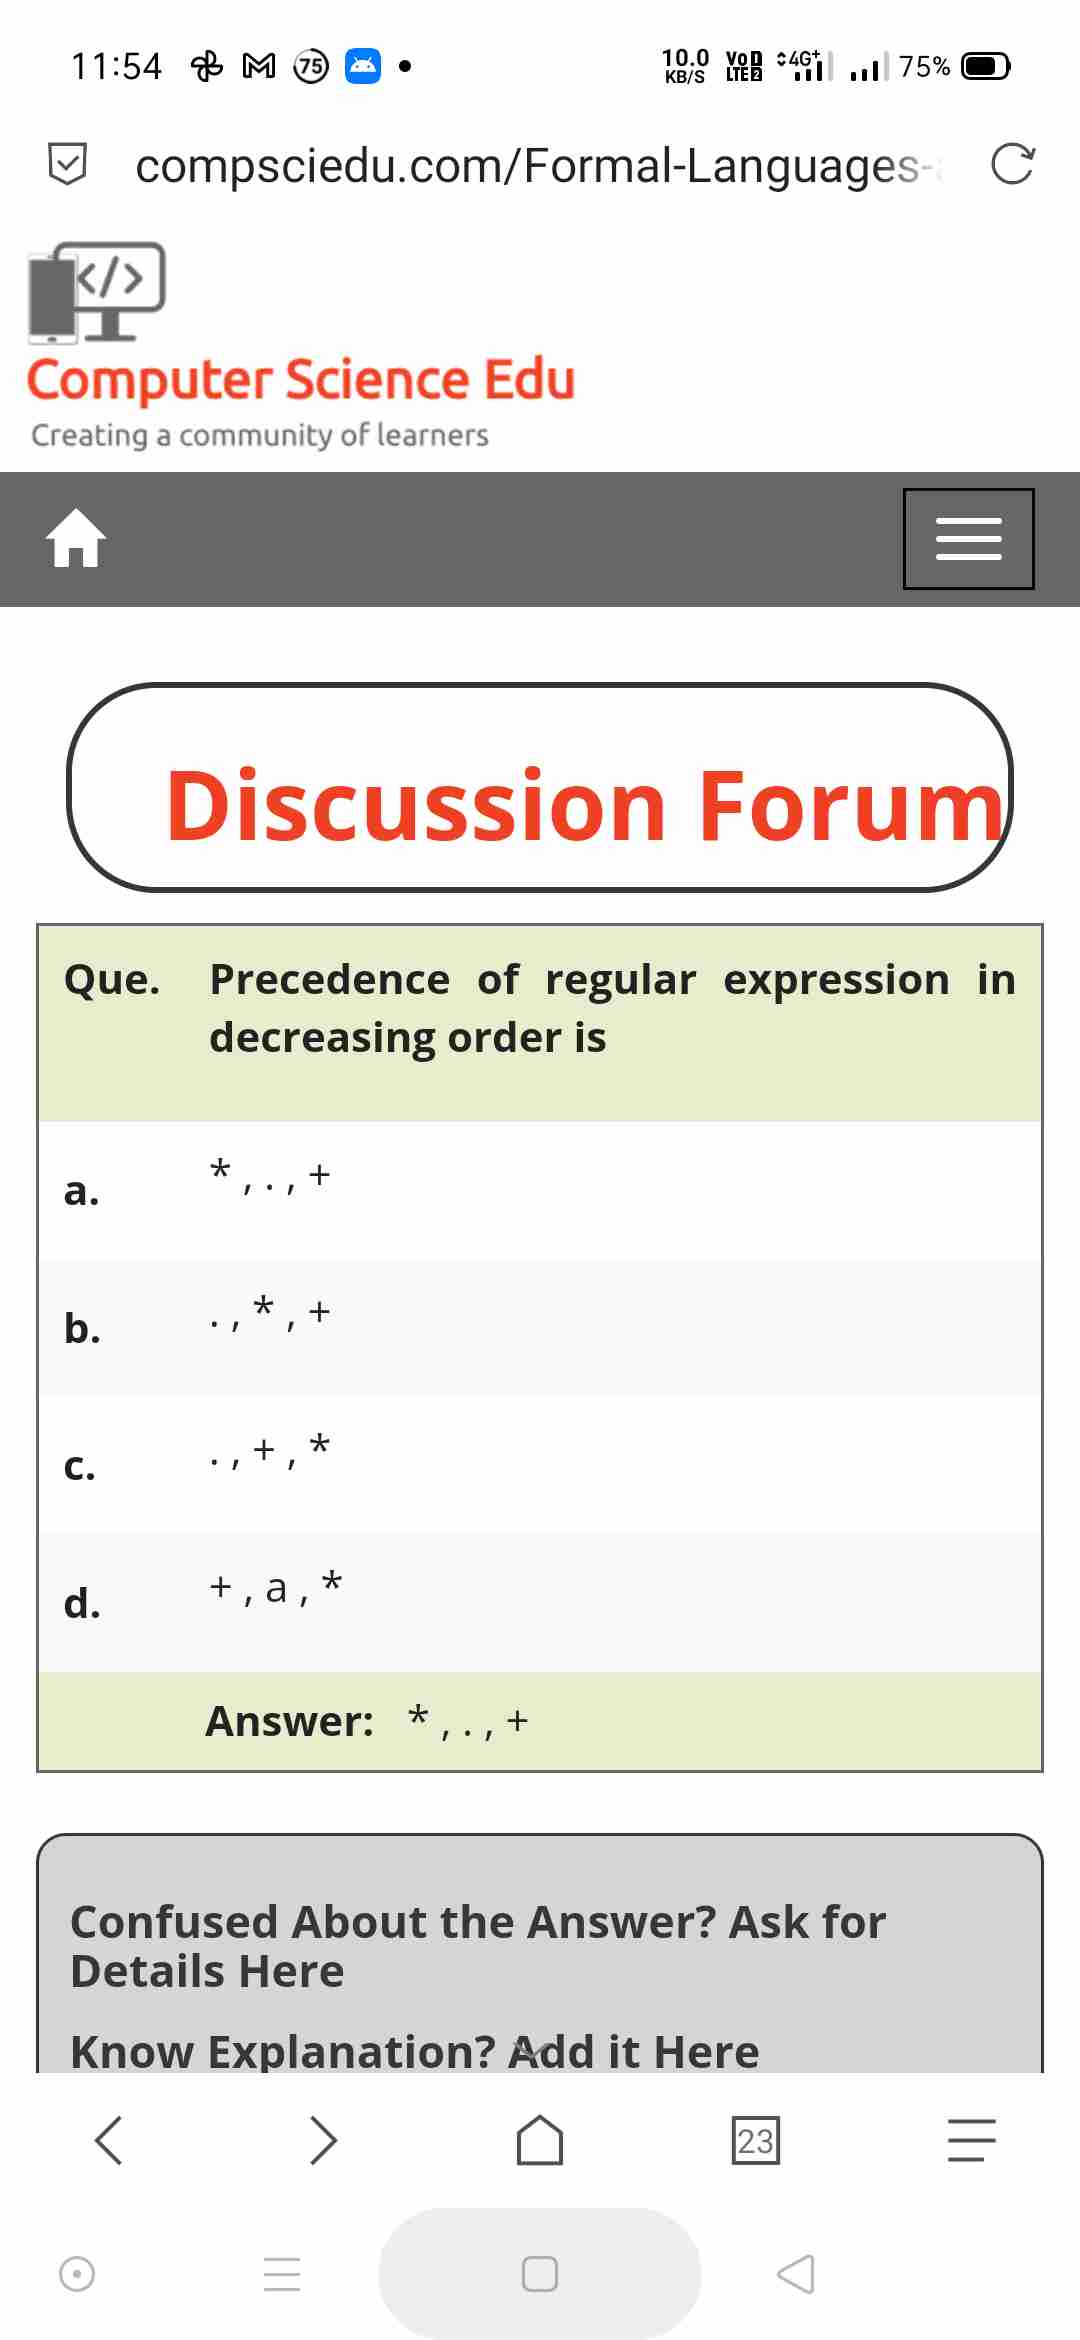 11:54 75 10.0 KB/S VoD LTE2 4G+ 75%
compsciedu.com/Formal-Languages-
</>
Computer Science Edu
Creating a community of learners
Discussion Forum
Que. Precedence of regular expression in
decreasing order is
a. * , . , +
b. . , * , +
c. . , + , *
d. + , a , *
Answer: * , . , +
Confused About the Answer? Ask for
Details Here
Know Explanation? Add it Here
23